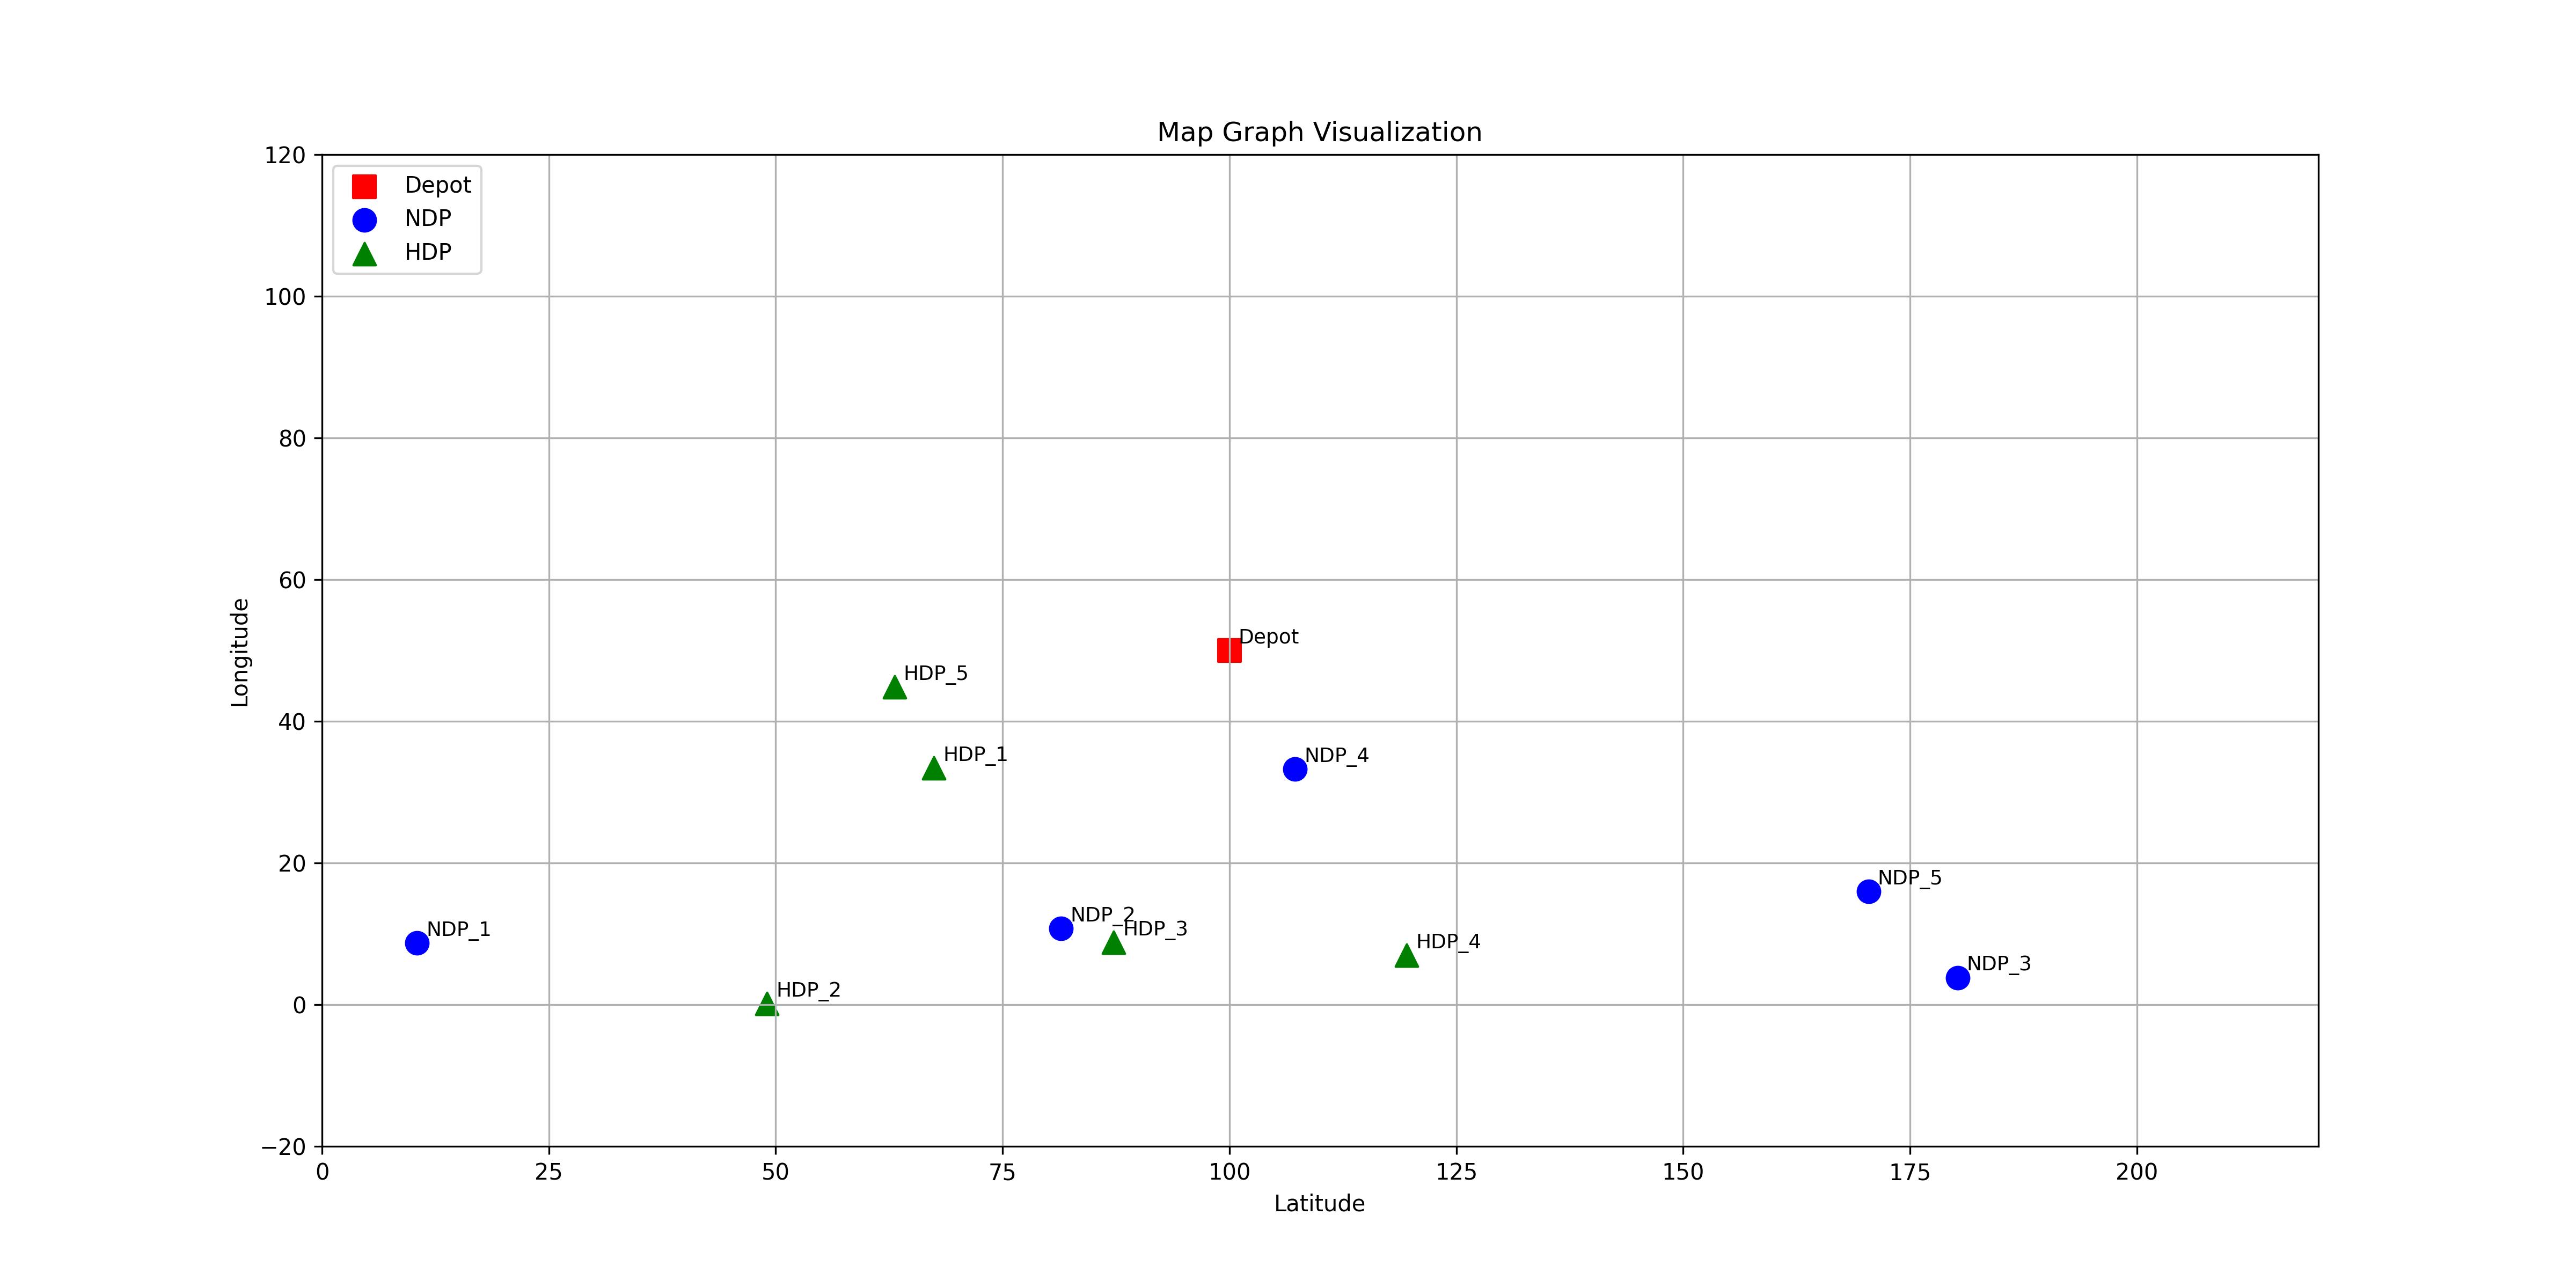 Map Graph Visualization
120
100
80
60
40
20
0
−20
Longitude
Depot
NDP
HDP
Depot
HDP_5
HDP_1
NDP_4
NDP_5
NDP_2
HDP_3
NDP_1
HDP_4
NDP_3
HDP_2
0 25 50 75 100 125 150 175 200
Latitude